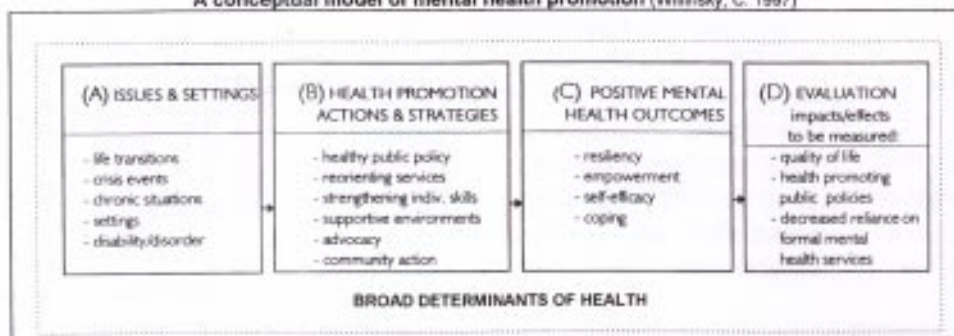 A conceptual model of mental health promotion (Willinsky, C. 1997)
(A) ISSUES & SETTINGS
- life transitions
- crisis events
- chronic situations
- settings
- disability/disorder
(B) HEALTH PROMOTION
ACTIONS & STRATEGIES
- healthy public policy
- reorienting services
- strengthening indiv. skills
- supportive environments
- advocacy
- community action
(C) POSITIVE MENTAL
HEALTH OUTCOMES
- resiliency
- empowerment
- self-efficacy
- coping
(D) EVALUATION
impacts/effects
to be measured:
- quality of life
- health promoting
public policies
- decreased reliance on
formal mental
health services
BROAD DETERMINANTS OF HEALTH